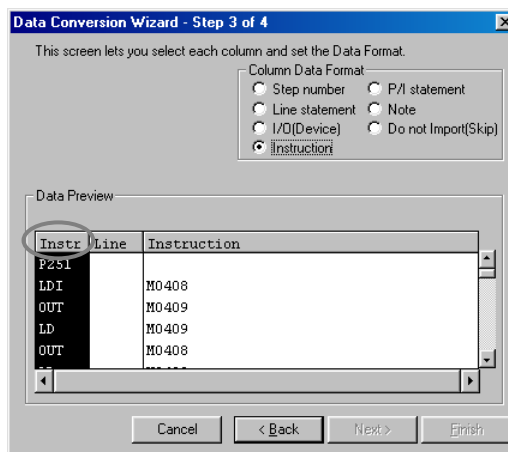 Data Conversion Wizard - Step 3 of 4
This screen lets you select each column and set the Data Format.
Column Data Format
Step number P/I statement
Line statement Note
I/O(Device) Do not Import(Skip)
Instruction
Data Preview
Instr Line Instruction
P251
LDI M0408
OUT M0409
LD M0409
OUT M0408
Cancel < Back Next > Finish